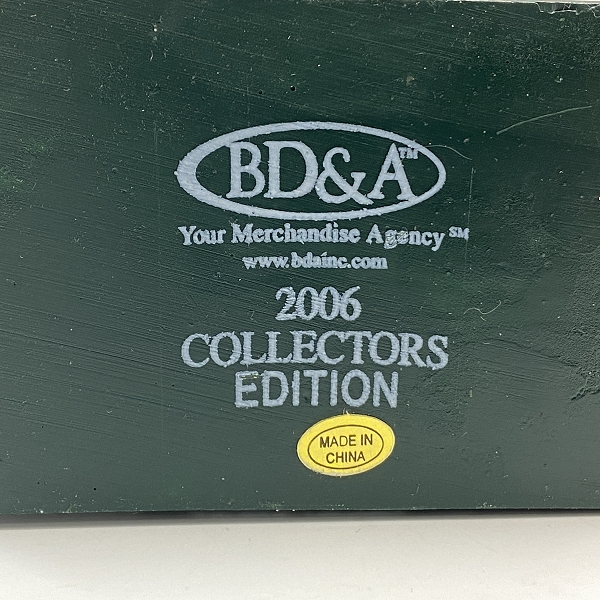 BD&A™
Your Merchandise Agency℠
www.bdainc.com
2006
COLLECTORS
EDITION
MADE IN
CHINA